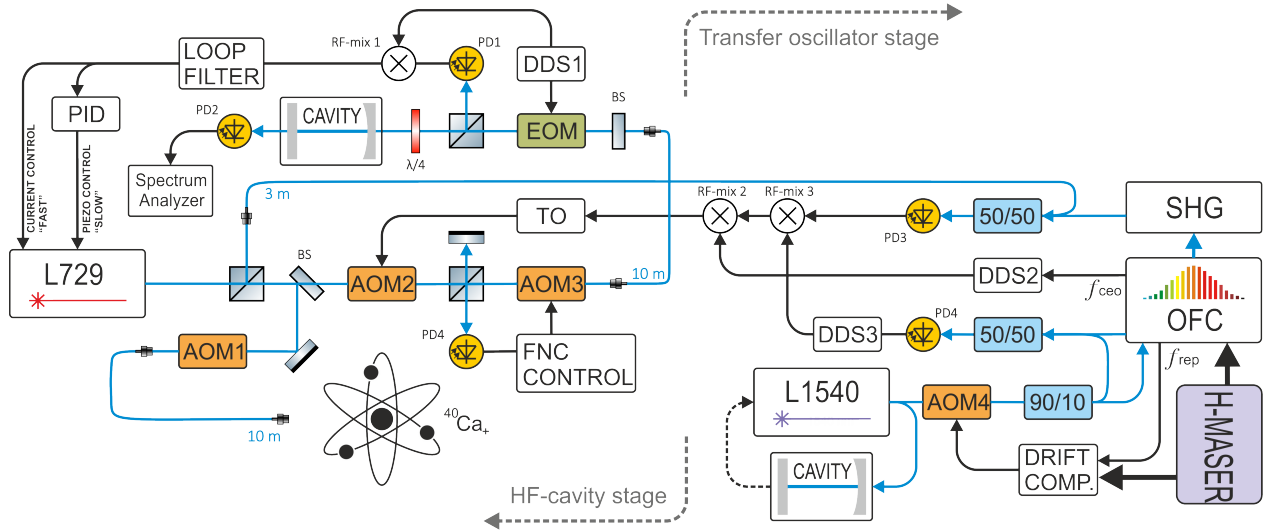 Transfer oscillator stage
LOOP
FILTER
RF-mix 1
PD1
DDS1
PID
PD2
CAVITY
λ/4
EOM
BS
CURRENT CONTROL
"FAST"
PIEZO CONTROL
"SLOW"
Spectrum
Analyzer
3 m
TO
RF-mix 2
RF-mix 3
PD3
50/50
SHG
L729
BS
AOM2
AOM3
10 m
DDS2
fceo
OFC
PD4
DDS3
50/50
frep
AOM1
PD4
FNC
CONTROL
10 m
40Ca+
L1540
AOM4
90/10
H-MASER
CAVITY
DRIFT
COMP.
HF-cavity stage